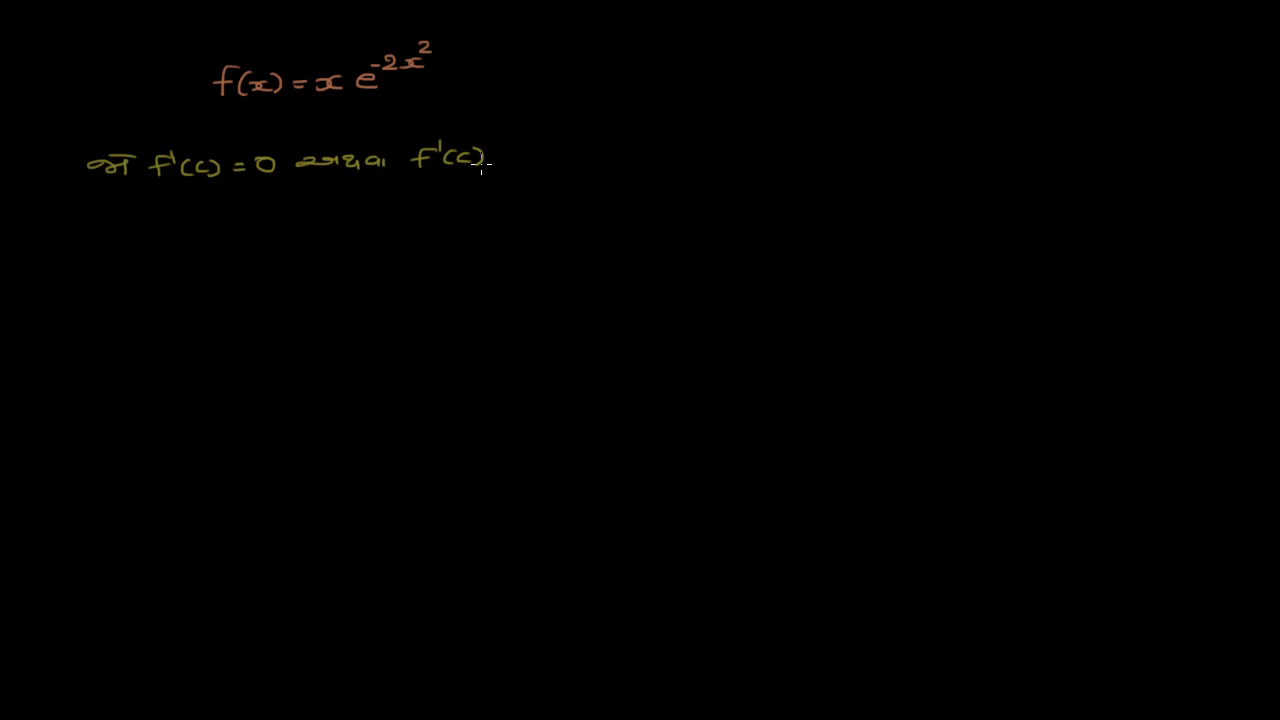 f(x) = x e^{-2x^2}
જો f'(c) = 0 અથવા f'(c)